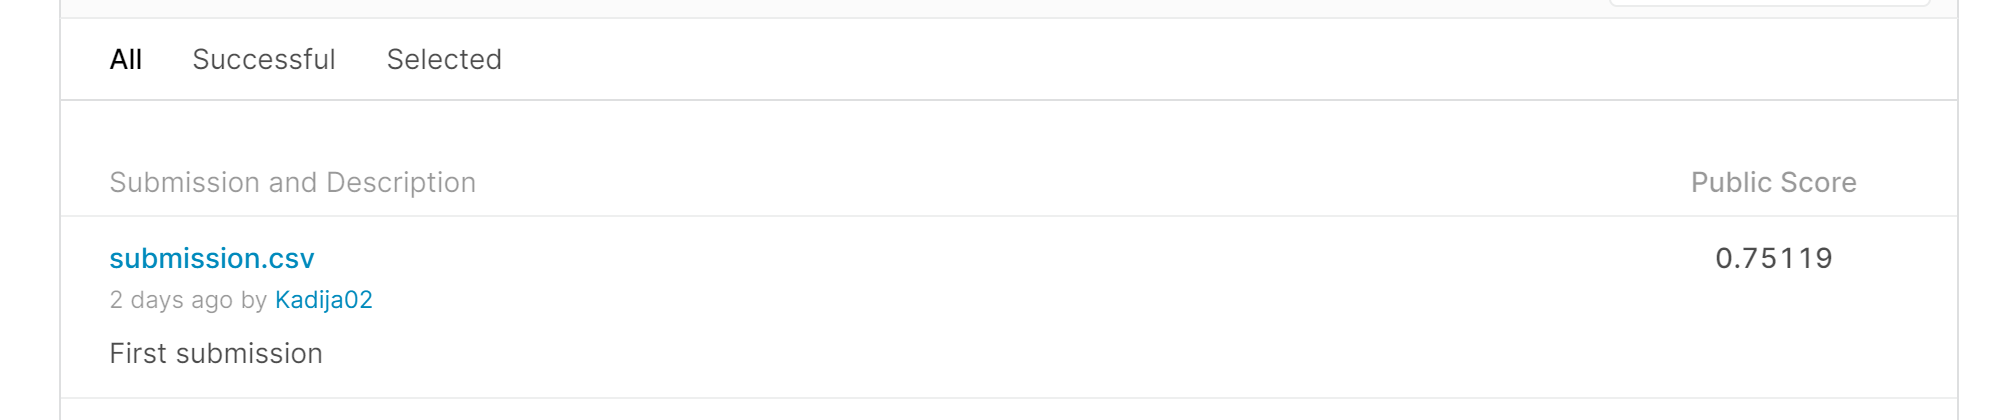 All Successful Selected
Submission and Description Public Score
submission.csv 0.75119
2 days ago by Kadija02
First submission